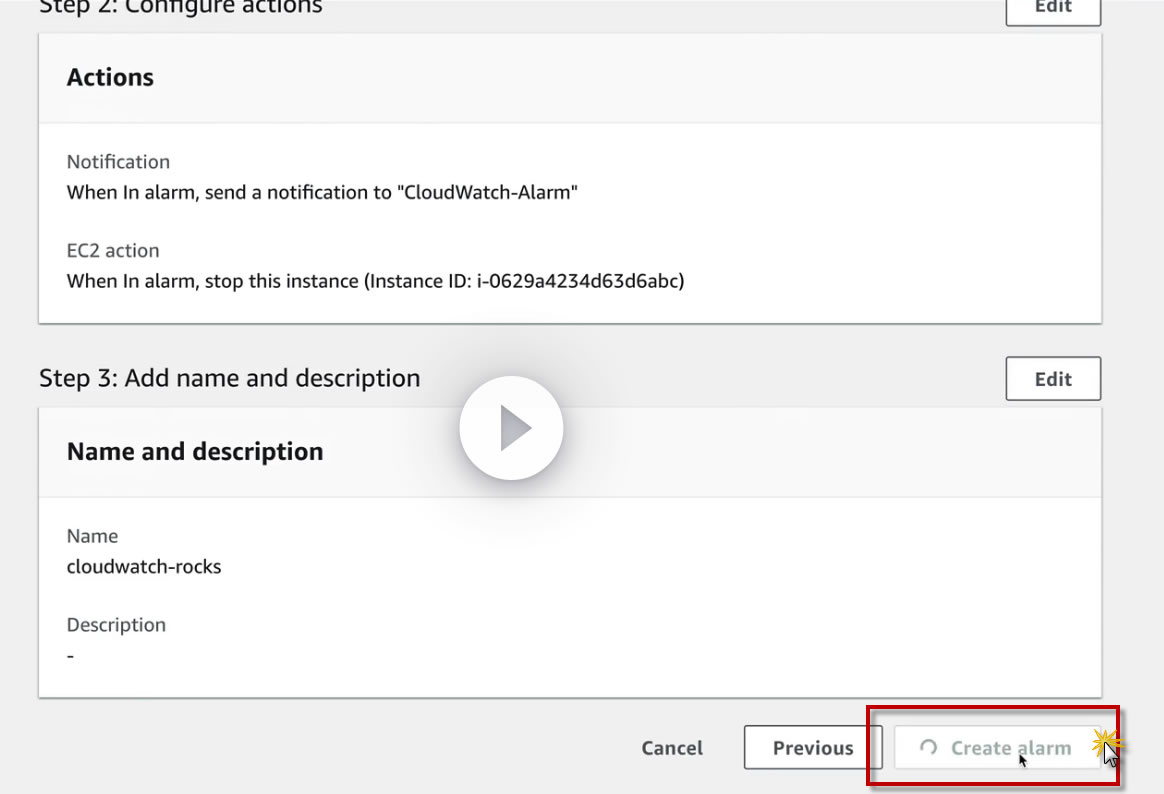 Step 2: Configure actions
Edit
Actions
Notification
When In alarm, send a notification to "CloudWatch-Alarm"
EC2 action
When In alarm, stop this instance (Instance ID: i-0629a4234d63d6abc)
Step 3: Add name and description
Edit
Name and description
Name
cloudwatch-rocks
Description
-
Cancel
Previous
Create alarm